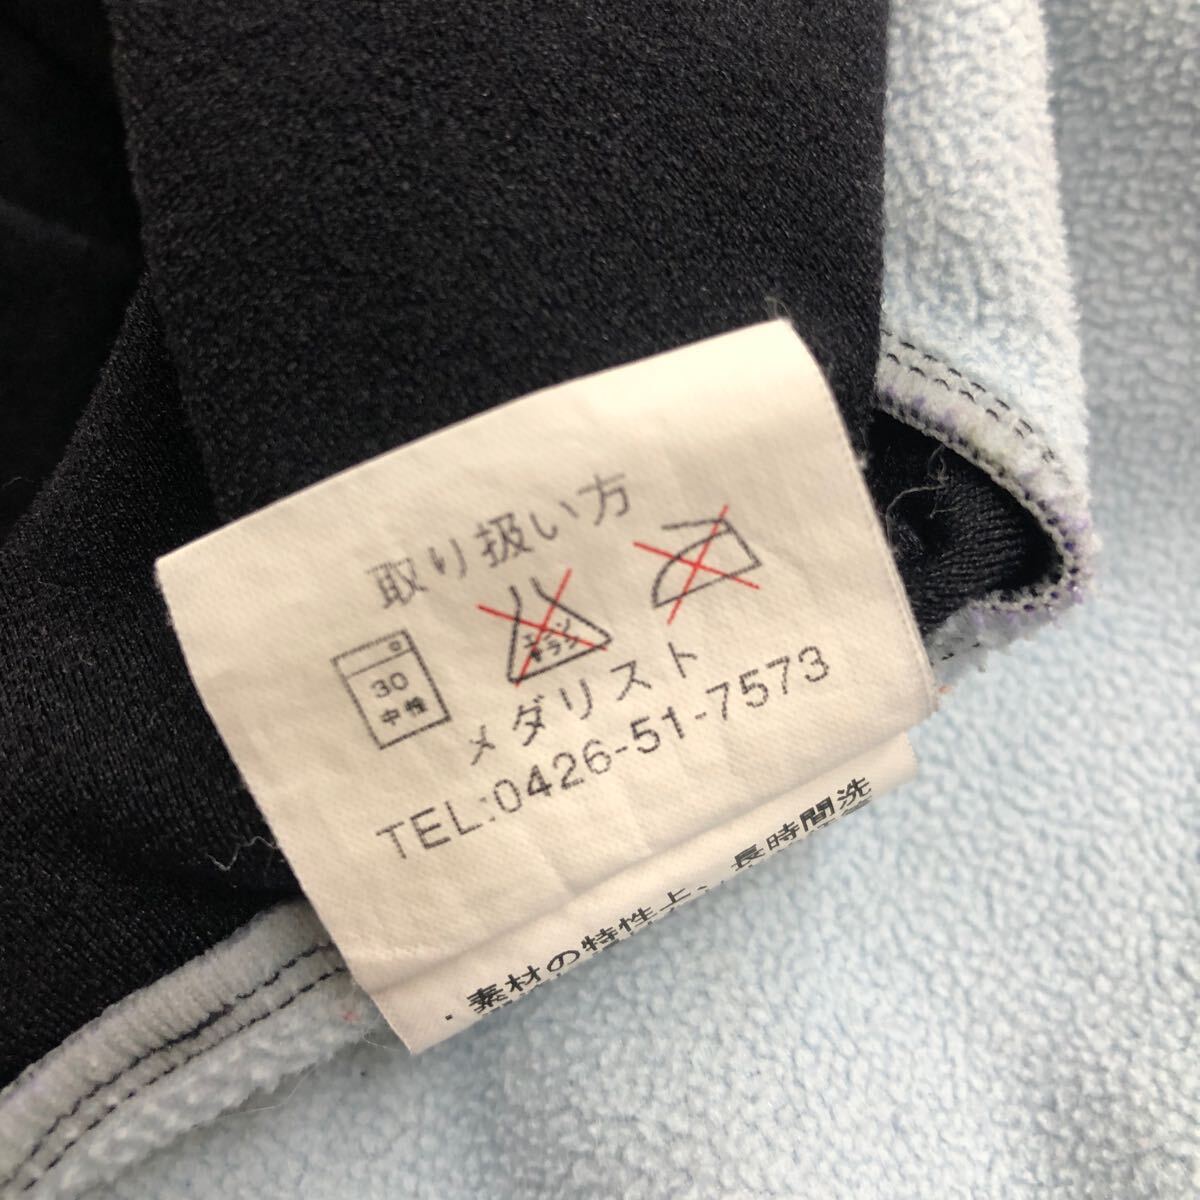 取り扱い方
30
中性
エンソ
サラシ
メダリスト
TEL:0426-51-7573
・素材の特性上、長時間洗